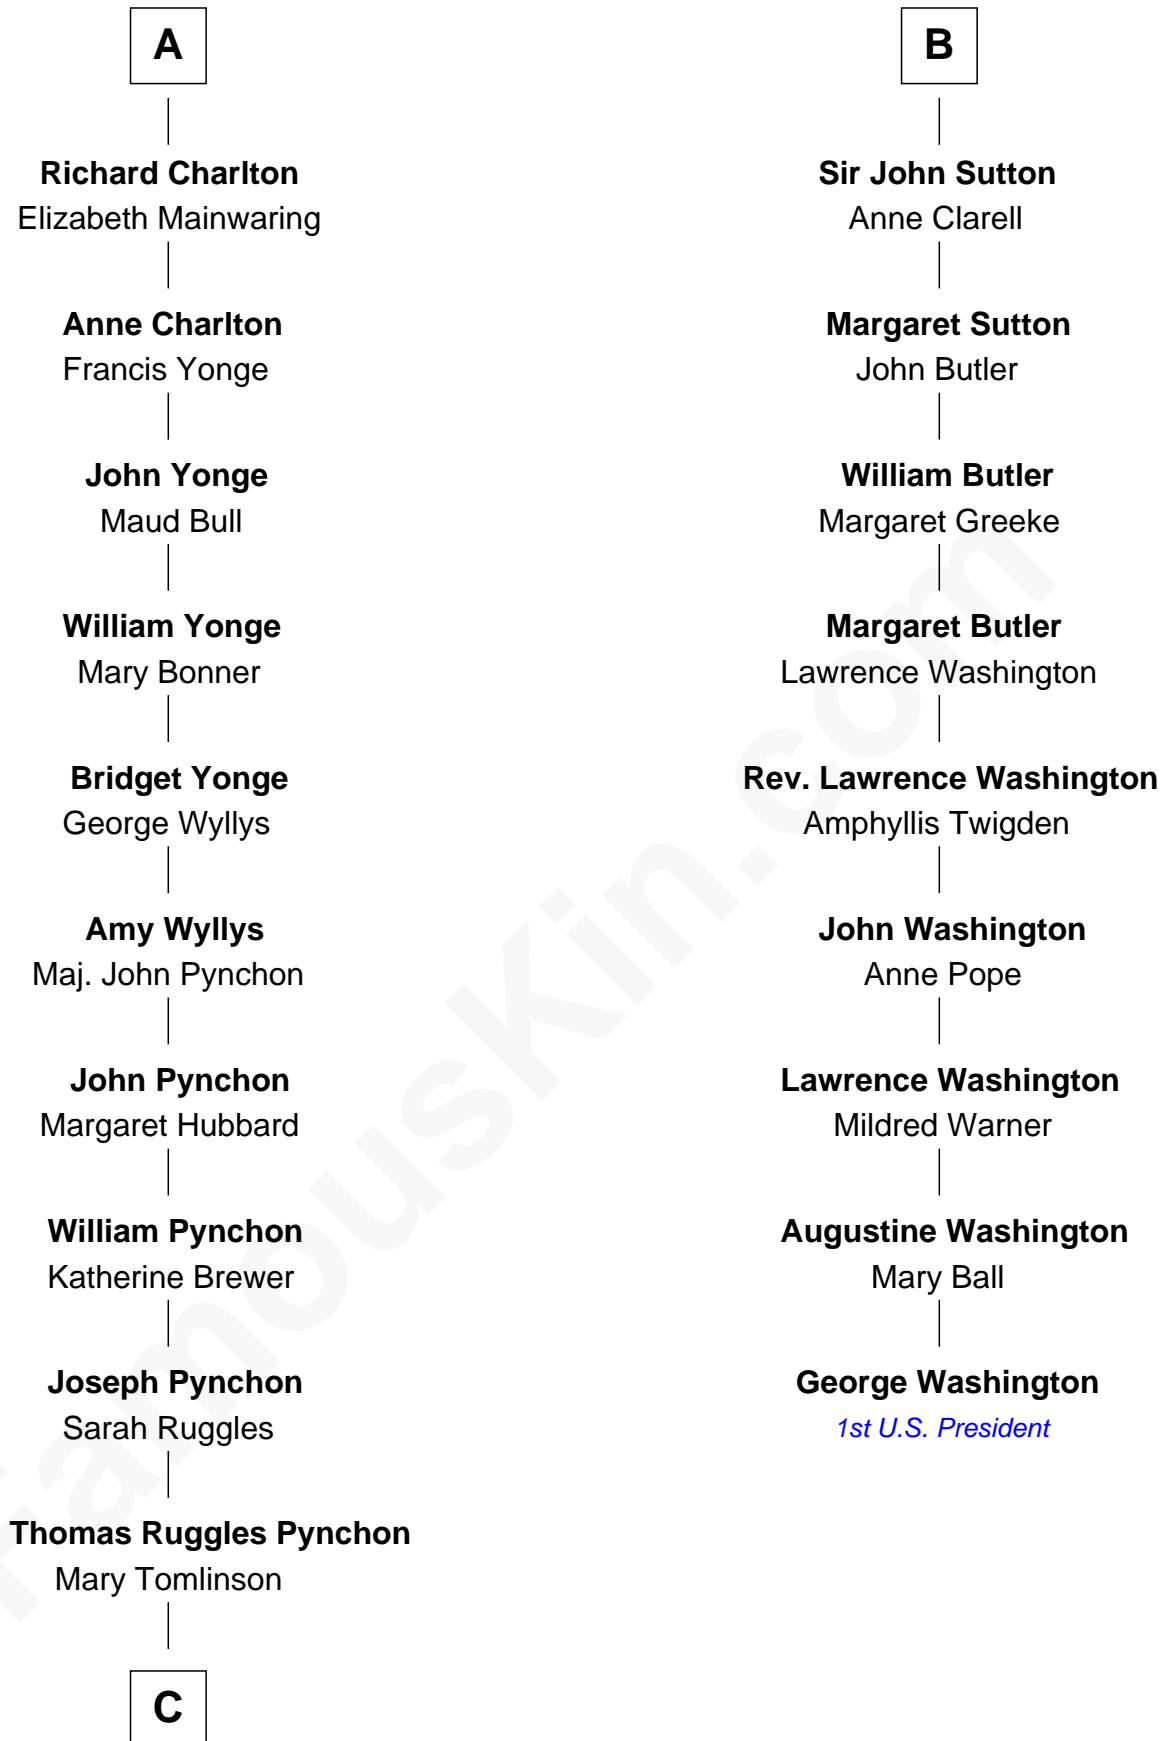 A
Richard Charlton
Elizabeth Mainwaring
Anne Charlton
Francis Yonge
John Yonge
Maud Bull
William Yonge
Mary Bonner
Bridget Yonge
George Wyllys
Amy Wyllys
Maj. John Pynchon
John Pynchon
Margaret Hubbard
William Pynchon
Katherine Brewer
Joseph Pynchon
Sarah Ruggles
Thomas Ruggles Pynchon
Mary Tomlinson
C
B
Sir John Sutton
Anne Clarell
Margaret Sutton
John Butler
William Butler
Margaret Greeke
Margaret Butler
Lawrence Washington
Rev. Lawrence Washington
Amphyllis Twigden
John Washington
Anne Pope
Lawrence Washington
Mildred Warner
Augustine Washington
Mary Ball
George Washington
1st U.S. President
FamousKin.com